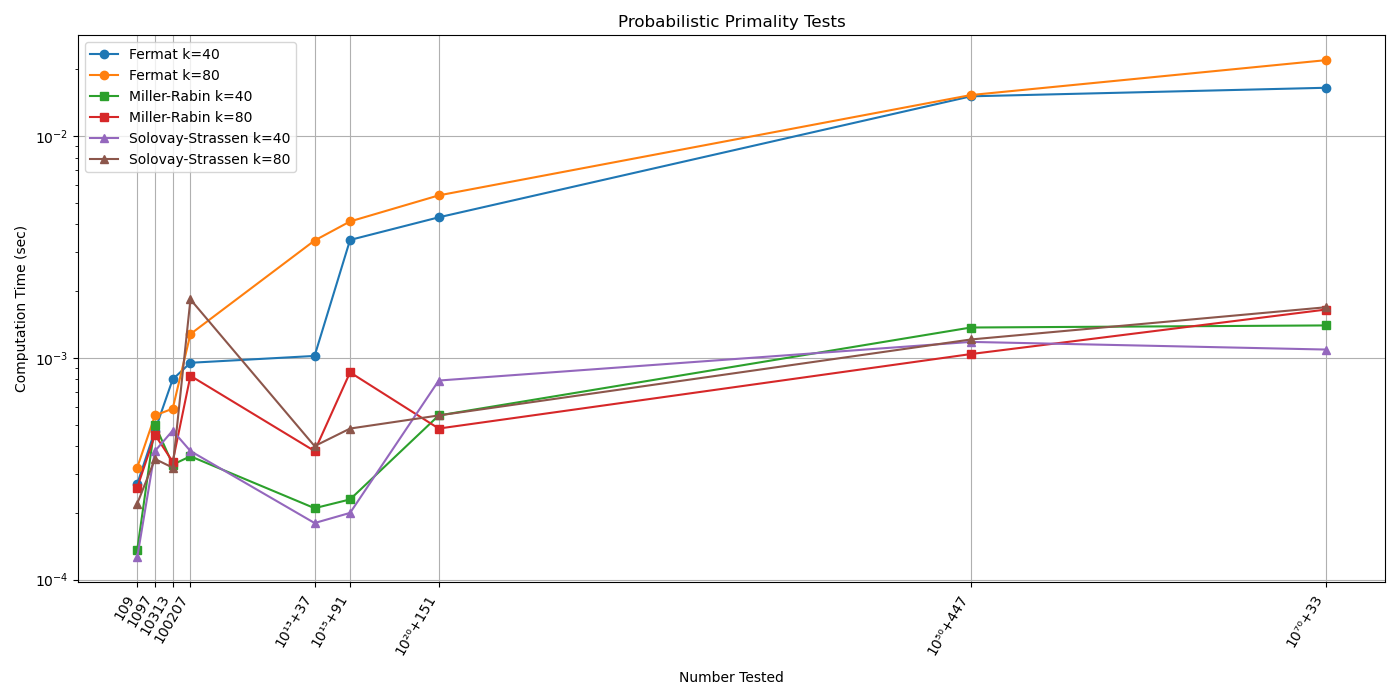 Probabilistic Primality Tests
Fermat k=40
Fermat k=80
Miller-Rabin k=40
Miller-Rabin k=80
Solovay-Strassen k=40
Solovay-Strassen k=80
Computation Time (sec)
10⁻²
10⁻³
10⁻⁴
109
1097
10313
100207
10¹³+37
10¹⁵+91
10²⁰+151
10⁵⁰+447
10⁷⁰+33
Number Tested